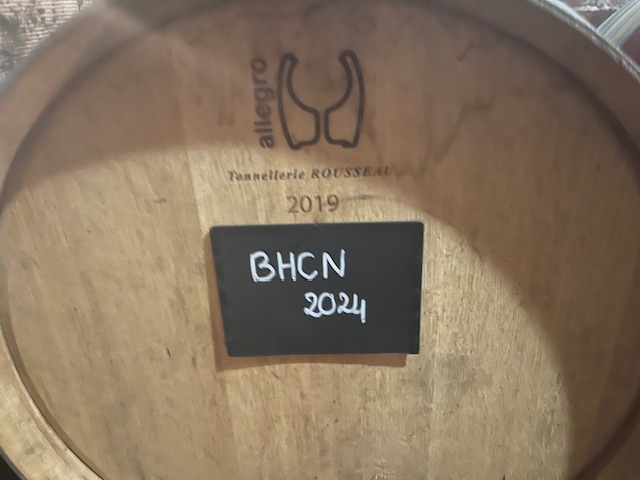 allegro
Tonnellerie ROUSSEAU
2019
BHCN
2024